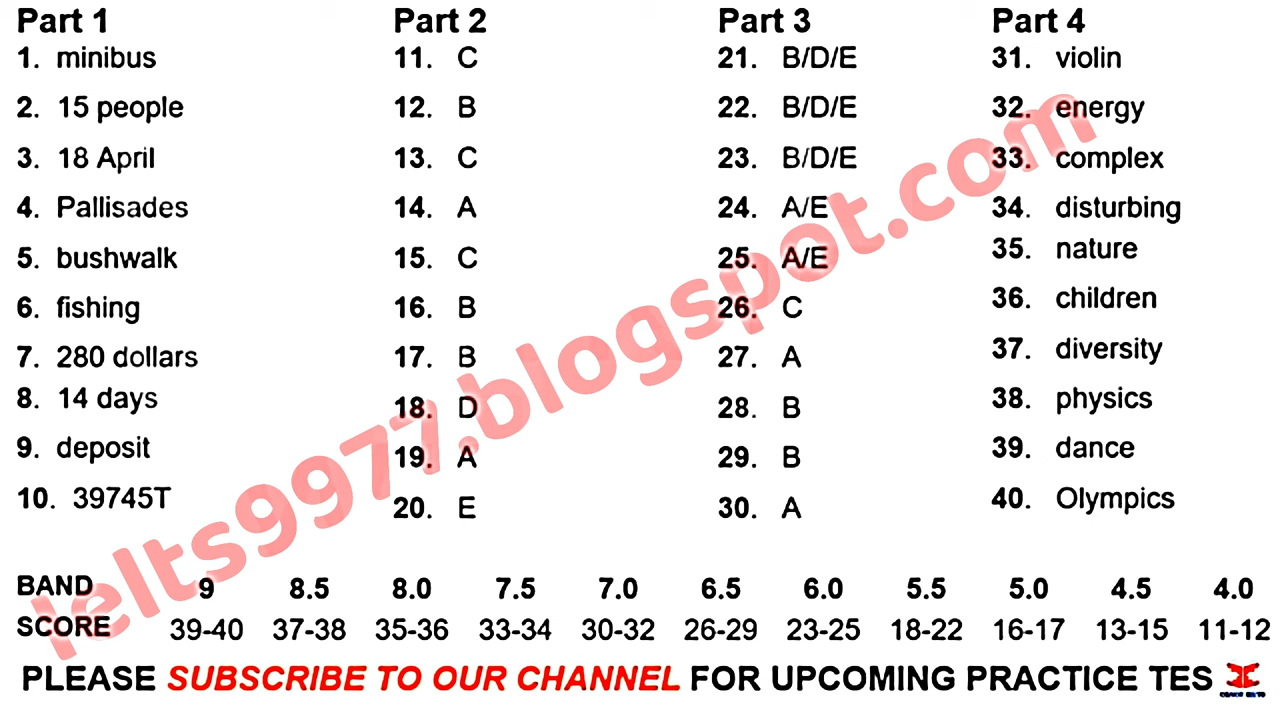 Part 1
1. minibus
2. 15 people
3. 18 April
4. Pallisades
5. bushwalk
6. fishing
7. 280 dollars
8. 14 days
9. deposit
10. 39745T
Part 2
11. C
12. B
13. C
14. A
15. C
16. B
17. B
18. D
19. A
20. E
Part 3
21. B/D/E
22. B/D/E
23. B/D/E
24. A/E
25. A/E
26. C
27. A
28. B
29. B
30. A
Part 4
31. violin
32. energy
33. complex
34. disturbing
35. nature
36. children
37. diversity
38. physics
39. dance
40. Olympics
BAND 9 8.5 8.0 7.5 7.0 6.5 6.0 5.5 5.0 4.5 4.0
SCORE 39-40 37-38 35-36 33-34 30-32 26-29 23-25 18-22 16-17 13-15 11-12
PLEASE SUBSCRIBE TO OUR CHANNEL FOR UPCOMING PRACTICE TES
ielts9977.blogspot.com